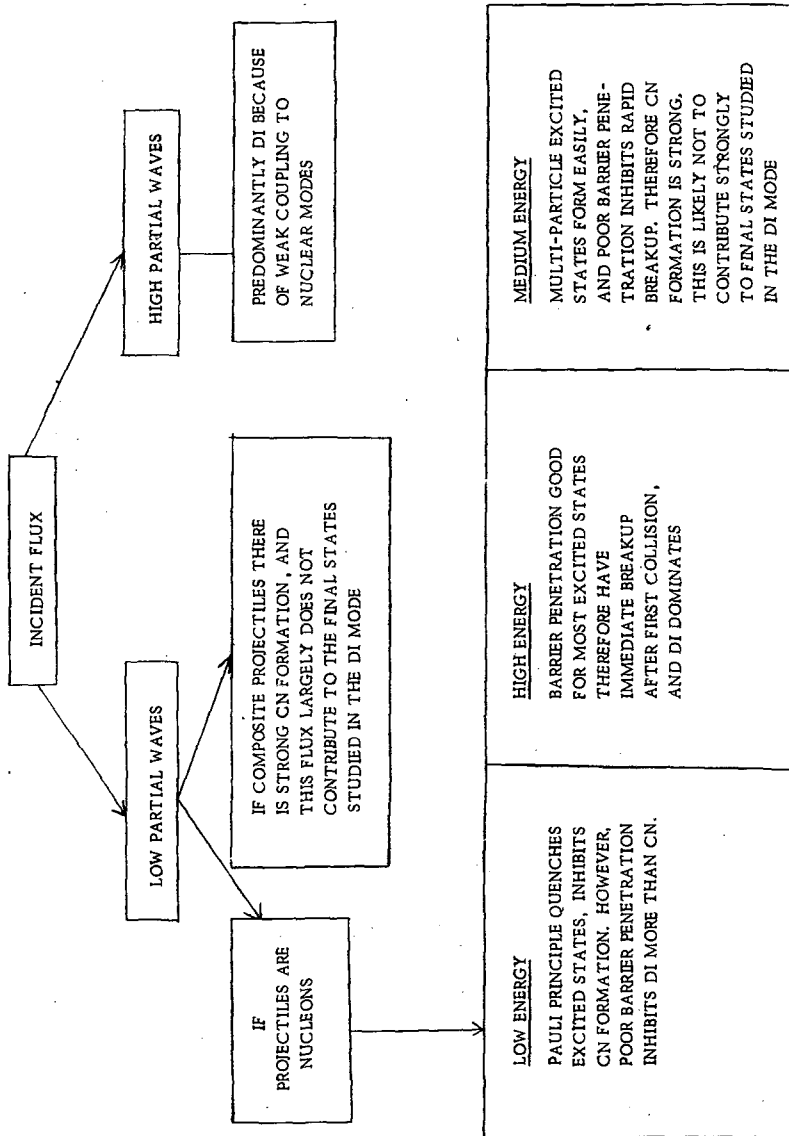 INCIDENT FLUX
LOW PARTIAL WAVES
HIGH PARTIAL WAVES
IF
PROJECTILES ARE
NUCLEONS
IF COMPOSITE PROJECTILES THERE
IS STRONG CN FORMATION, AND
THIS FLUX LARGELY DOES NOT
CONTRIBUTE TO THE FINAL STATES
STUDIED IN THE DI MODE
PREDOMINANTLY DI BECAUSE
OF WEAK COUPLING TO
NUCLEAR MODES
LOW ENERGY
PAULI PRINCIPLE QUENCHES
EXCITED STATES, INHIBITS
CN FORMATION. HOWEVER,
POOR BARRIER PENETRATION
INHIBITS DI MORE THAN CN.
HIGH ENERGY
BARRIER PENETRATION GOOD
FOR MOST EXCITED STATES
THEREFORE HAVE
IMMEDIATE BREAKUP
AFTER FIRST COLLISION,
AND DI DOMINATES
MEDIUM ENERGY
MULTI-PARTICLE EXCITED
STATES FORM EASILY,
AND POOR BARRIER PENE-
TRATION INHIBITS RAPID
BREAKUP. THEREFORE CN
FORMATION IS STRONG.
THIS IS LIKELY NOT TO
CONTRIBUTE STRONGLY
TO FINAL STATES STUDIED
IN THE DI MODE